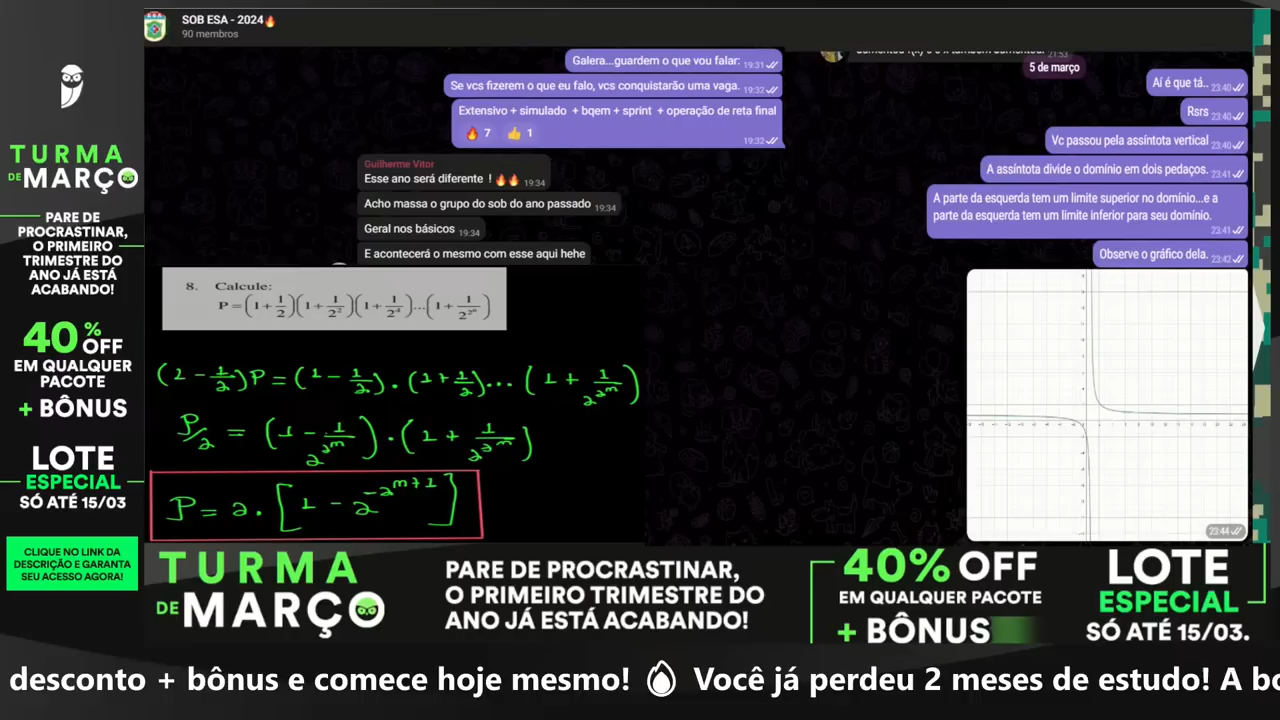 SOB ESA - 2024🔥
90 membros
Galera...guardem o que vou falar: 19:31
Se vcs fizerem o que eu falo, vcs conquistarão uma vaga. 19:32
Extensivo + simulado + bqem + sprint + operação de reta final
🔥 7 👍 1
19:32
Guilherme Vitor
Esse ano será diferente ! 🔥🔥 19:34
Acho massa o grupo do sob do ano passado 19:34
Geral nos básicos 19:34
E acontecerá o mesmo com esse aqui hehe
21:53
5 de março
Aí é que tá.. 23:40
Rsrs 23:40
Vc passou pela assíntota vertical 23:40
A assíntota divide o domínio em dois pedaços. 23:41
A parte da esquerda tem um limite superior no domínio...e a
parte da esquerda tem um limite inferior para seu domínio.
23:41
Observe o gráfico dela. 23:42
23:44
8. Calcule:
P=(1+1/2)(1+1/2²)(1+1/2⁴)...(1+1/2^(2^n))
(1-1/2)P=(1-1/2).(1+1/2)...(1+1/2^(2^m))
P/2 = (1-1/2^(2^m)).(1+1/2^(2^m))
P=2.[1-2^(-2^(m+1))]
TURMA
DE MARÇO
PARE DE
PROCRASTINAR,
O PRIMEIRO
TRIMESTRE DO
ANO JÁ ESTÁ
ACABANDO!
40% OFF
EM QUALQUER
PACOTE
+ BÔNUS
LOTE
ESPECIAL
SÓ ATÉ 15/03
CLIQUE NO LINK DA
DESCRIÇÃO E GARANTA
SEU ACESSO AGORA!
TURMA
DE MARÇO
PARE DE PROCRASTINAR,
O PRIMEIRO TRIMESTRE DO
ANO JÁ ESTÁ ACABANDO!
40% OFF
EM QUALQUER PACOTE
+ BÔNUS
LOTE
ESPECIAL
SÓ ATÉ 15/03.
desconto + bônus e comece hoje mesmo! Você já perdeu 2 meses de estudo! A